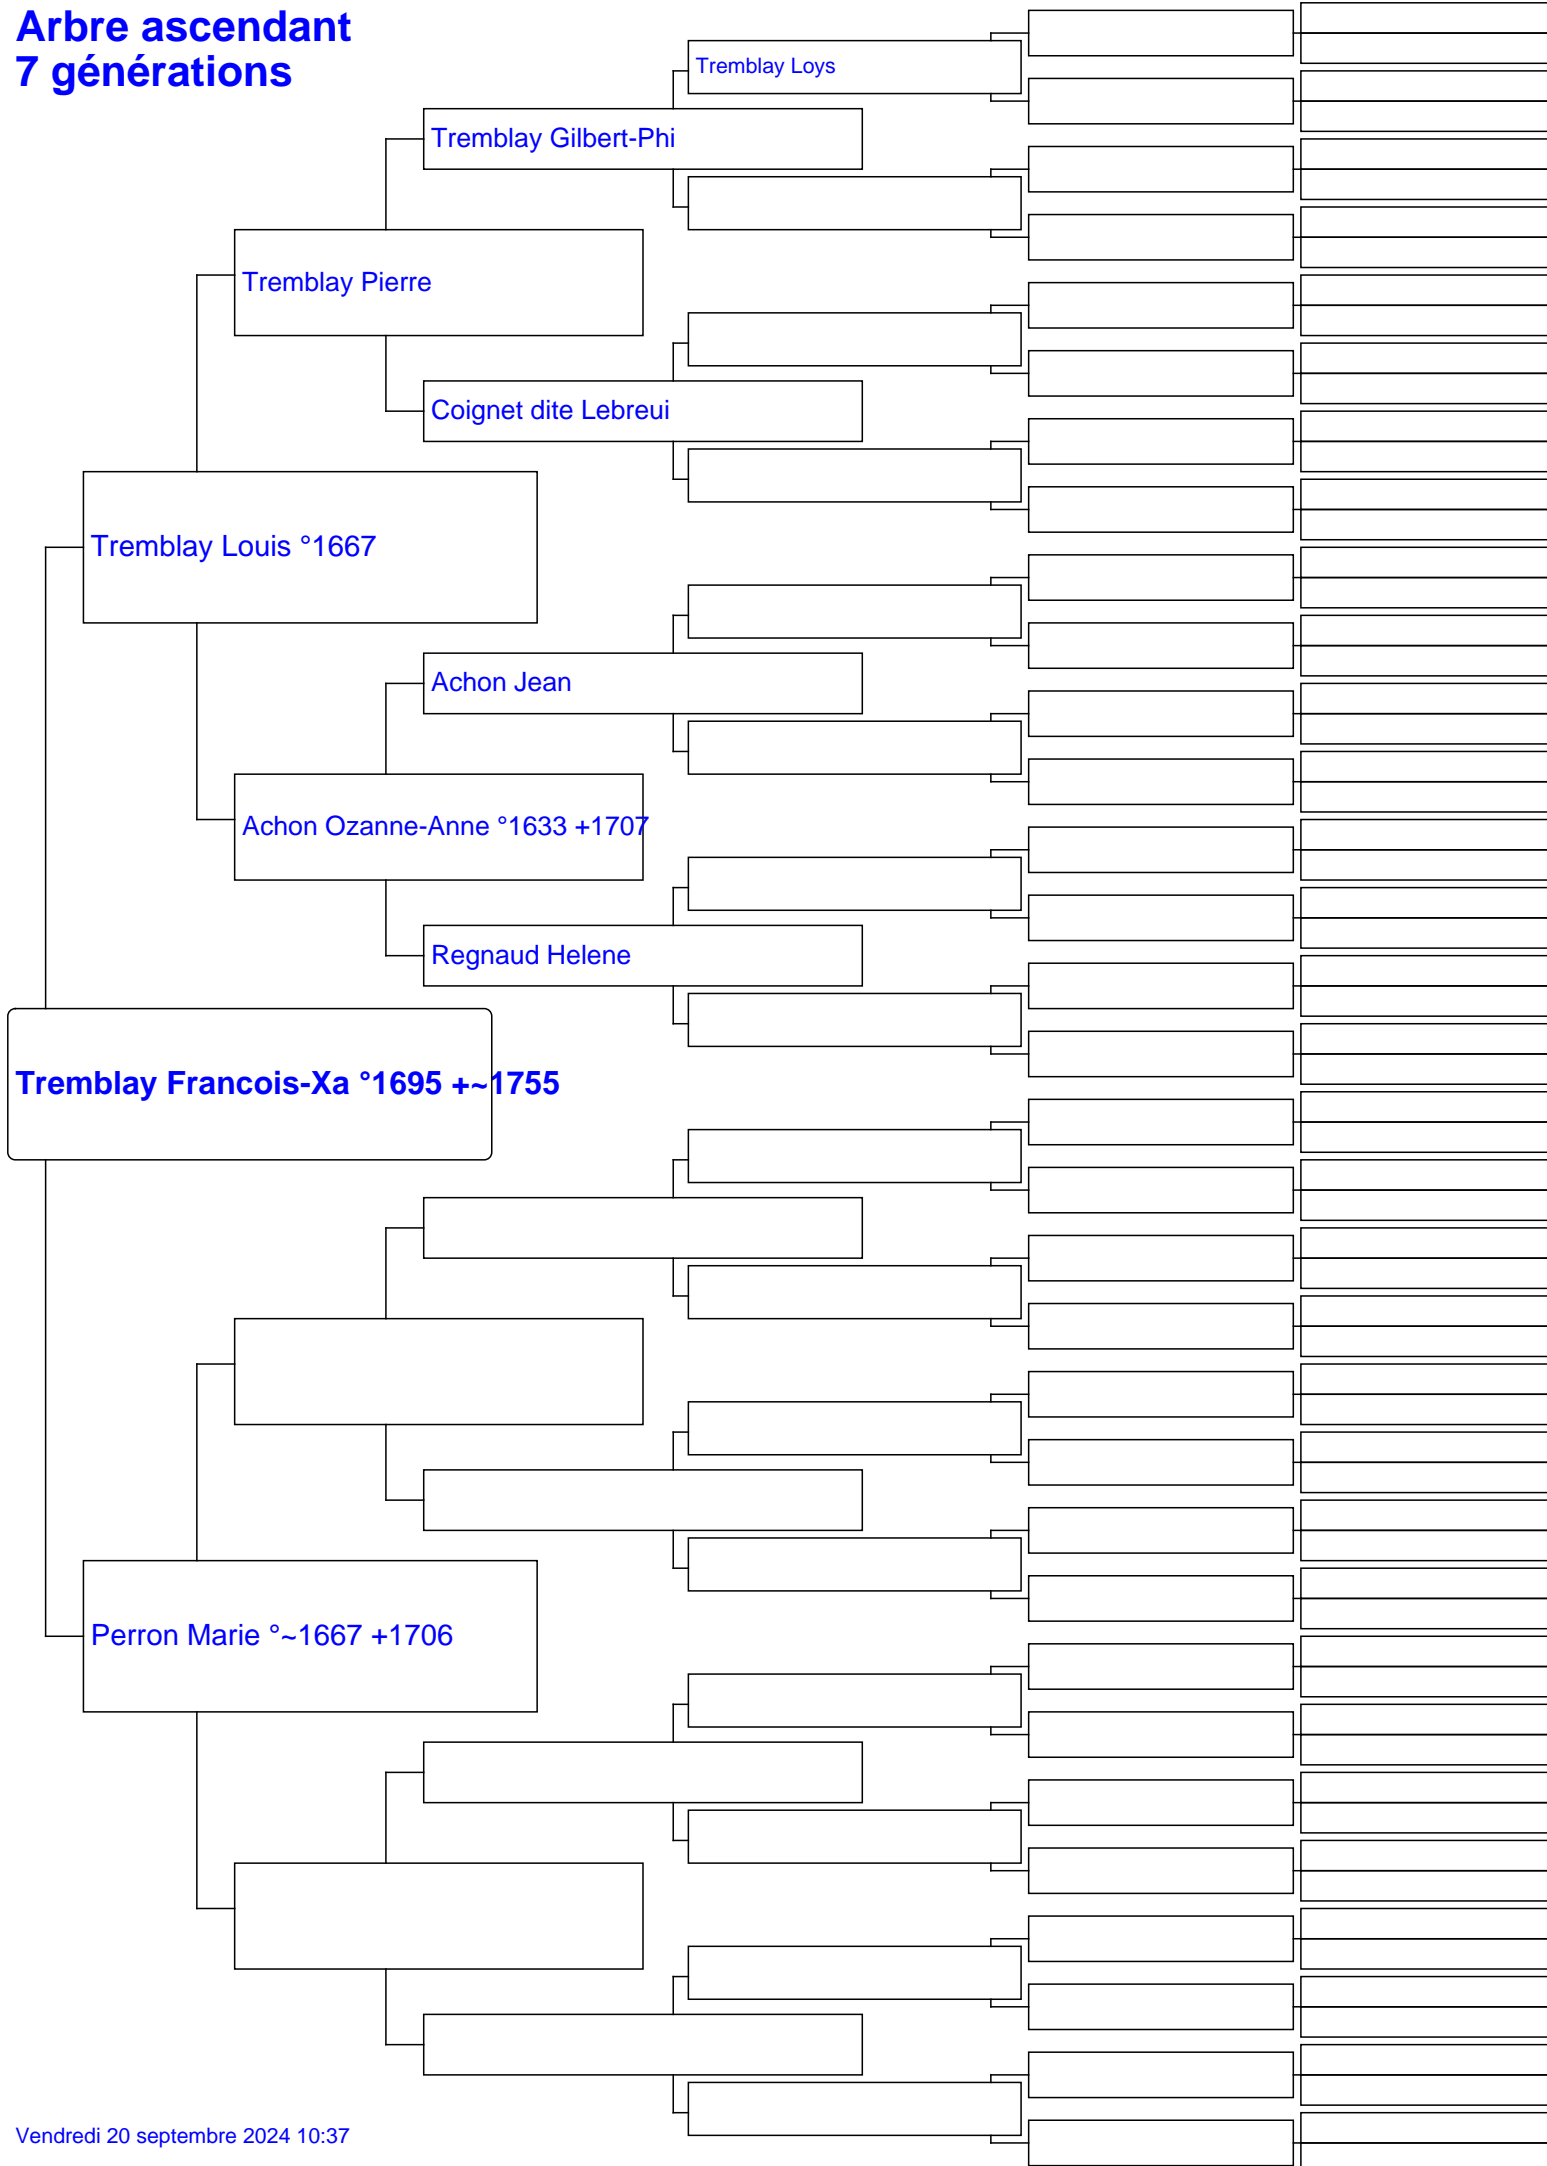 Arbre ascendant
7 générations
Tremblay Loys
Tremblay Gilbert-Phi
Tremblay Pierre
Coignet dite Lebreui
Tremblay Louis °1667
Achon Jean
Achon Ozanne-Anne °1633 +1707
Regnaud Helene
Tremblay Francois-Xa °1695 +~1755
Perron Marie °~1667 +1706
Vendredi 20 septembre 2024 10:37